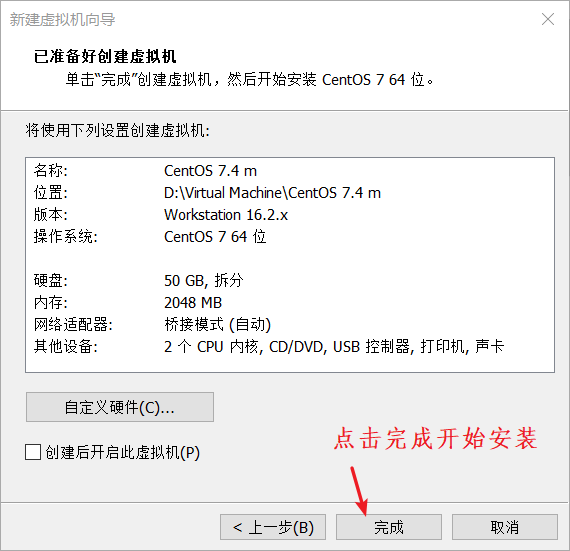 新建虚拟机向导
已准备好创建虚拟机
单击“完成”创建虚拟机，然后开始安装 CentOS 7 64 位。
将使用下列设置创建虚拟机:
名称: CentOS 7.4 m
位置: D:\Virtual Machine\CentOS 7.4 m
版本: Workstation 16.2.x
操作系统: CentOS 7 64 位
硬盘: 50 GB, 拆分
内存: 2048 MB
网络适配器: 桥接模式 (自动)
其他设备: 2 个 CPU 内核, CD/DVD, USB 控制器, 打印机, 声卡
自定义硬件(C)...
点击完成开始安装
创建后开启此虚拟机(P)
< 上一步(B) 完成 取消